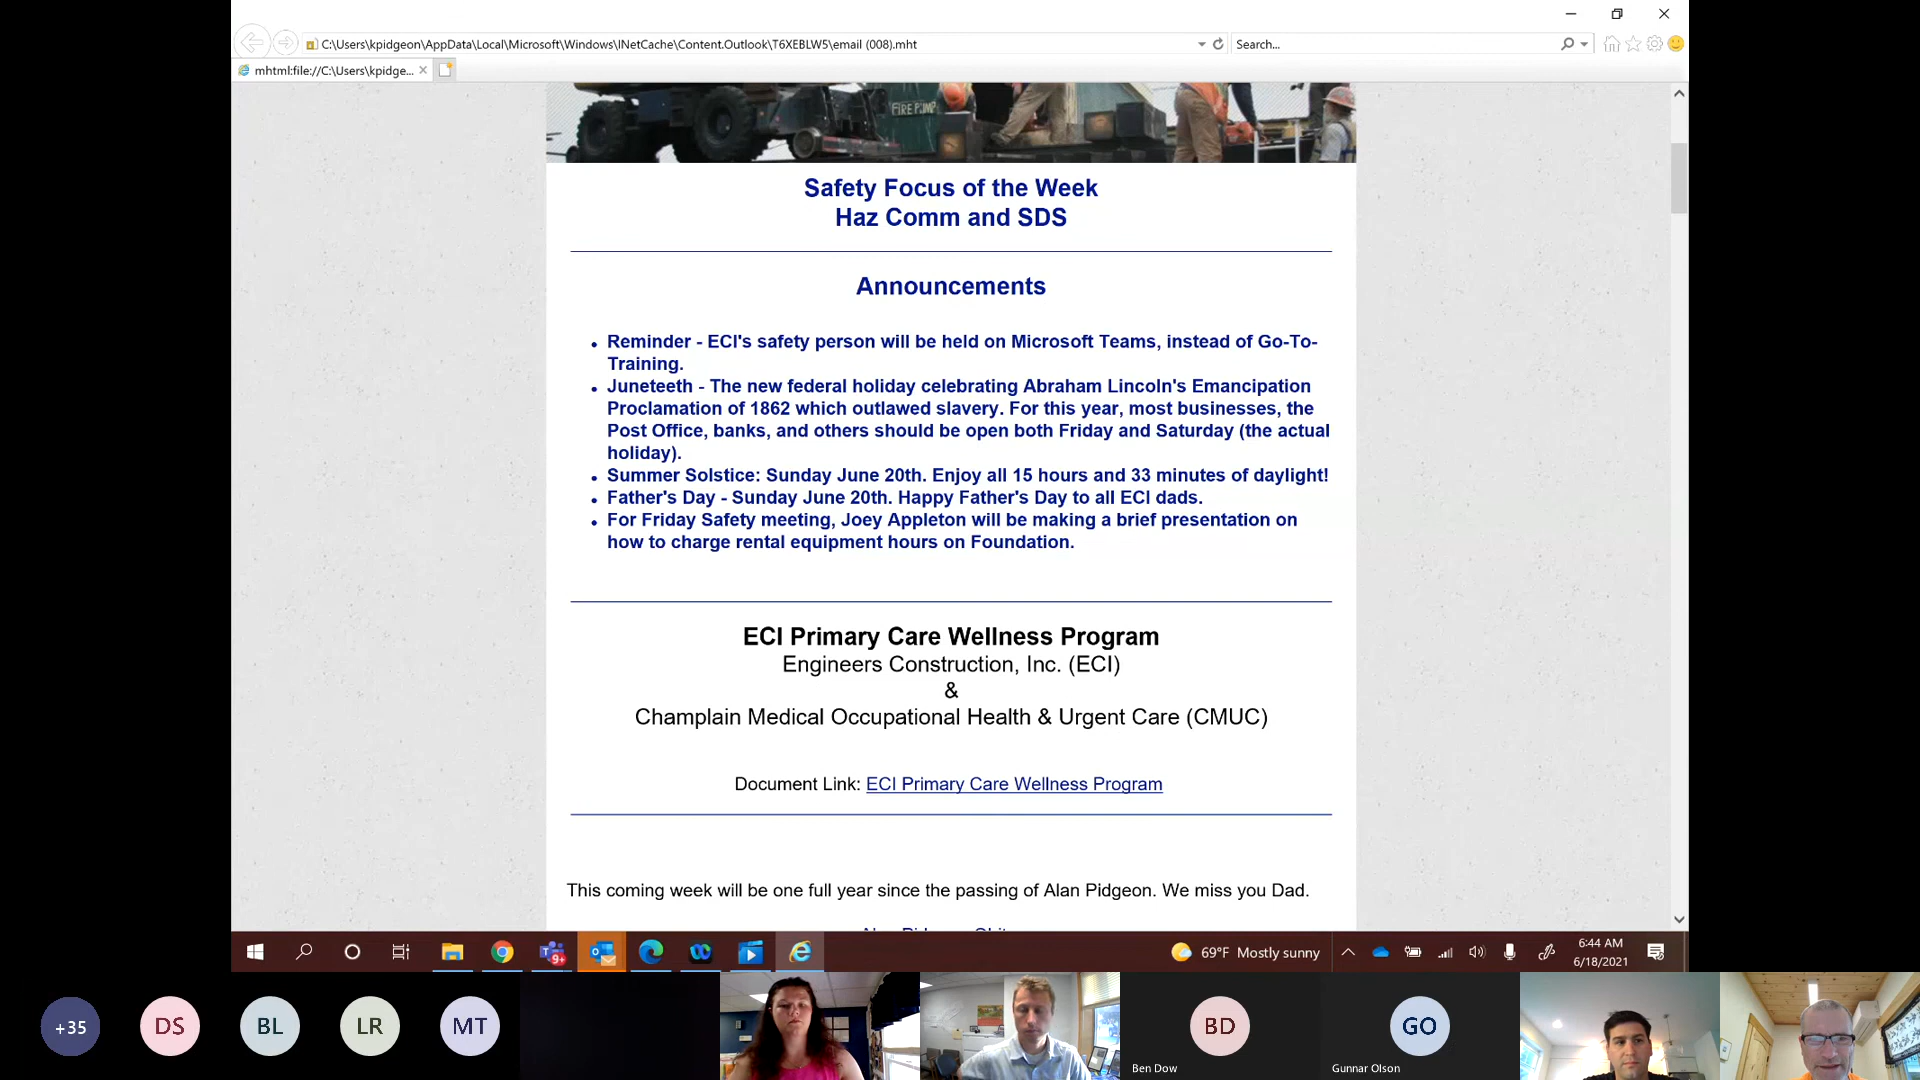 C:\Users\kpidgeon\AppData\Local\Microsoft\Windows\INetCache\Content.Outlook\T6XEBLW5\email (008).mht
Search...
mhtml:file://C:\Users\kpidge...
FIRE PUMP
Safety Focus of the Week
Haz Comm and SDS
Announcements
• Reminder - ECI's safety person will be held on Microsoft Teams, instead of Go-To-
Training.
• Juneteeth - The new federal holiday celebrating Abraham Lincoln's Emancipation
Proclamation of 1862 which outlawed slavery. For this year, most businesses, the
Post Office, banks, and others should be open both Friday and Saturday (the actual
holiday).
• Summer Solstice: Sunday June 20th. Enjoy all 15 hours and 33 minutes of daylight!
• Father's Day - Sunday June 20th. Happy Father's Day to all ECI dads.
• For Friday Safety meeting, Joey Appleton will be making a brief presentation on
how to charge rental equipment hours on Foundation.
ECI Primary Care Wellness Program
Engineers Construction, Inc. (ECI)
&
Champlain Medical Occupational Health & Urgent Care (CMUC)
Document Link: ECI Primary Care Wellness Program
This coming week will be one full year since the passing of Alan Pidgeon. We miss you Dad.
9+
69°F Mostly sunny
6:44 AM
6/18/2021
+35
DS
BL
LR
MT
BD
Ben Dow
GO
Gunnar Olson